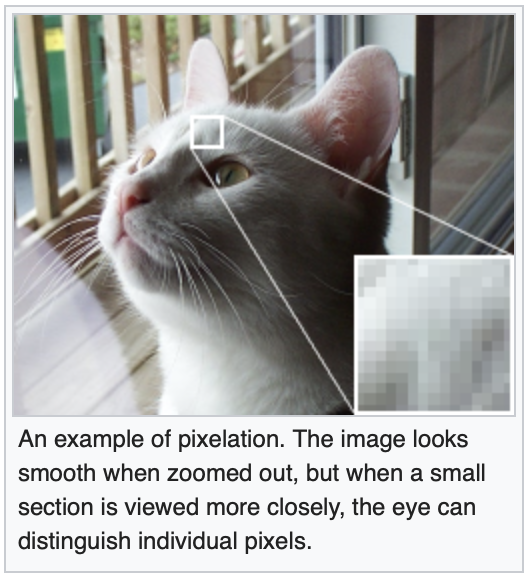 An example of pixelation. The image looks
smooth when zoomed out, but when a small
section is viewed more closely, the eye can
distinguish individual pixels.